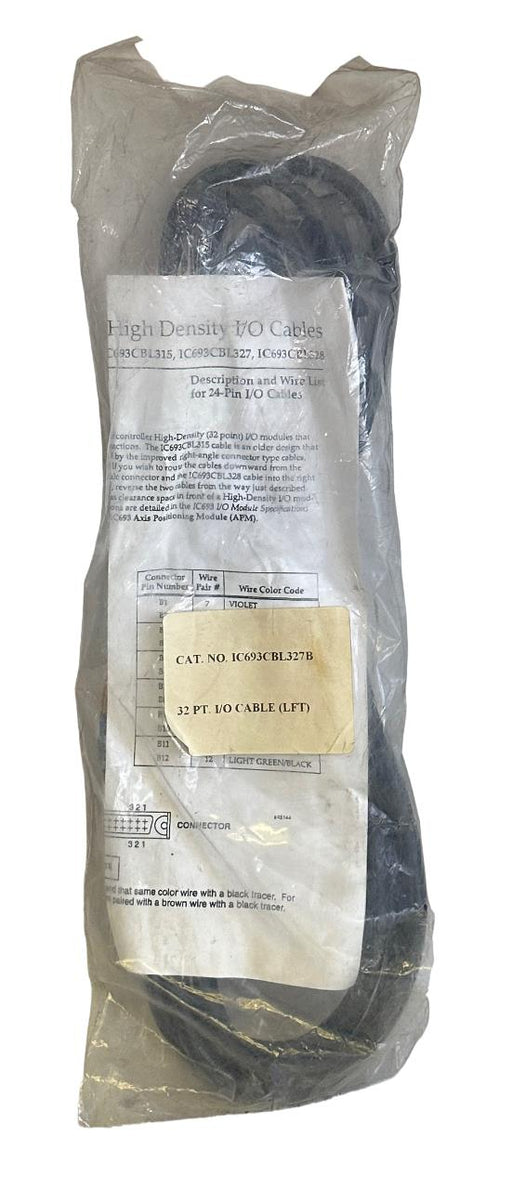 High Density I/O Cables
C693CBL315, IC693CBL327, IC693CBL328
Description and Wire List
for 24-Pin I/O Cables
controller High-Density (32 point) I/O modules that
ctions. The IC693CBL315 cable is an older design that
by the improved right-angle connector type cables.
f you wish to route the cables downward from the
connector and the IC693CBL328 cable into the right
reverse the two cables from the way just described.
clearance space in front of a High-Density I/O mod-
ons are detailed in the IC693 I/O Module Specifications
C693 Axis Positioning Module (APM).
Connector Wire
Pin Number Pair # Wire Color Code
B1 7 VIOLET
CAT. NO. IC693CBL327B
32 PT. I/O CABLE (LFT)
B11
B12 12 LIGHT GREEN/BLACK
321
CONNECTOR
321
that same color wire with a black tracer. For
paired with a brown wire with a black tracer.